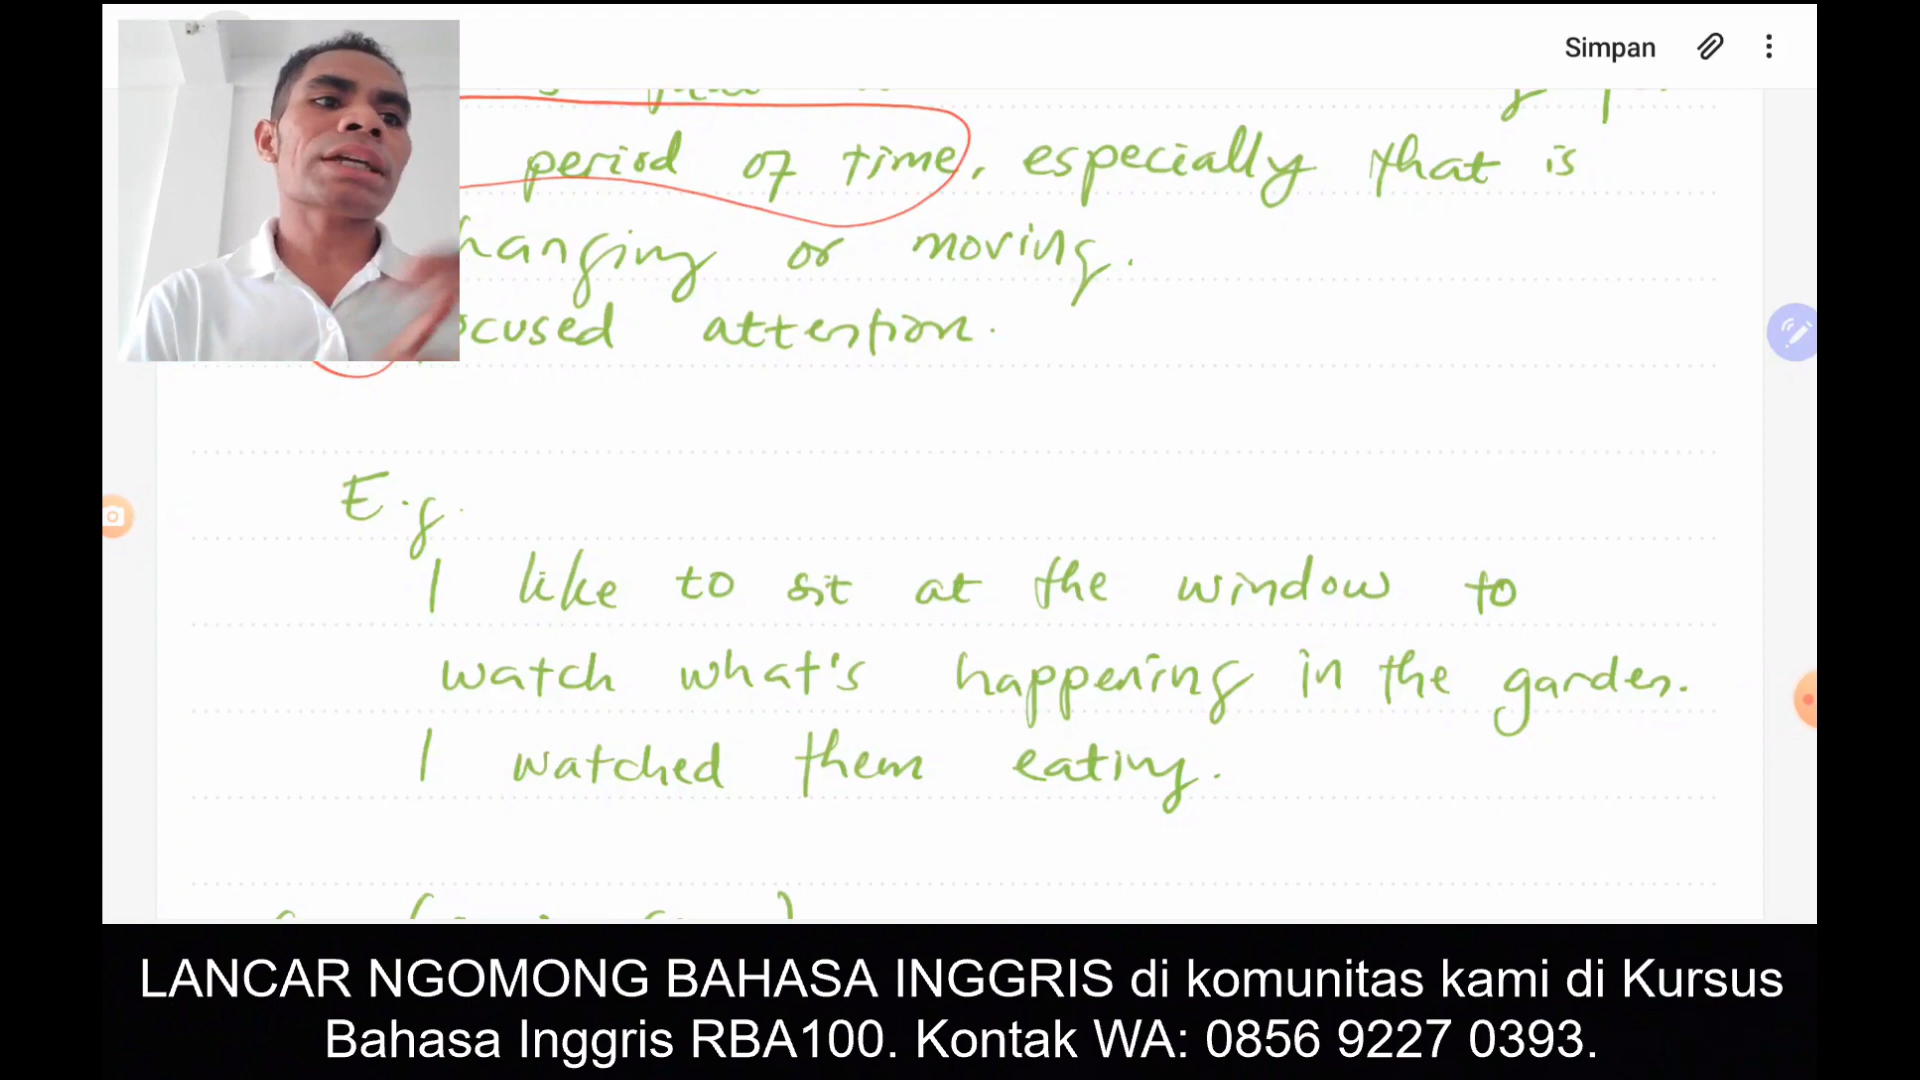 Simpan
period of time, especially that is
hanging or moving.
ocused attention.
E.g.
I like to sit at the window to
watch what's happening in the garden.
I watched them eating.
LANCAR NGOMONG BAHASA INGGRIS di komunitas kami di Kursus
Bahasa Inggris RBA100. Kontak WA: 0856 9227 0393.